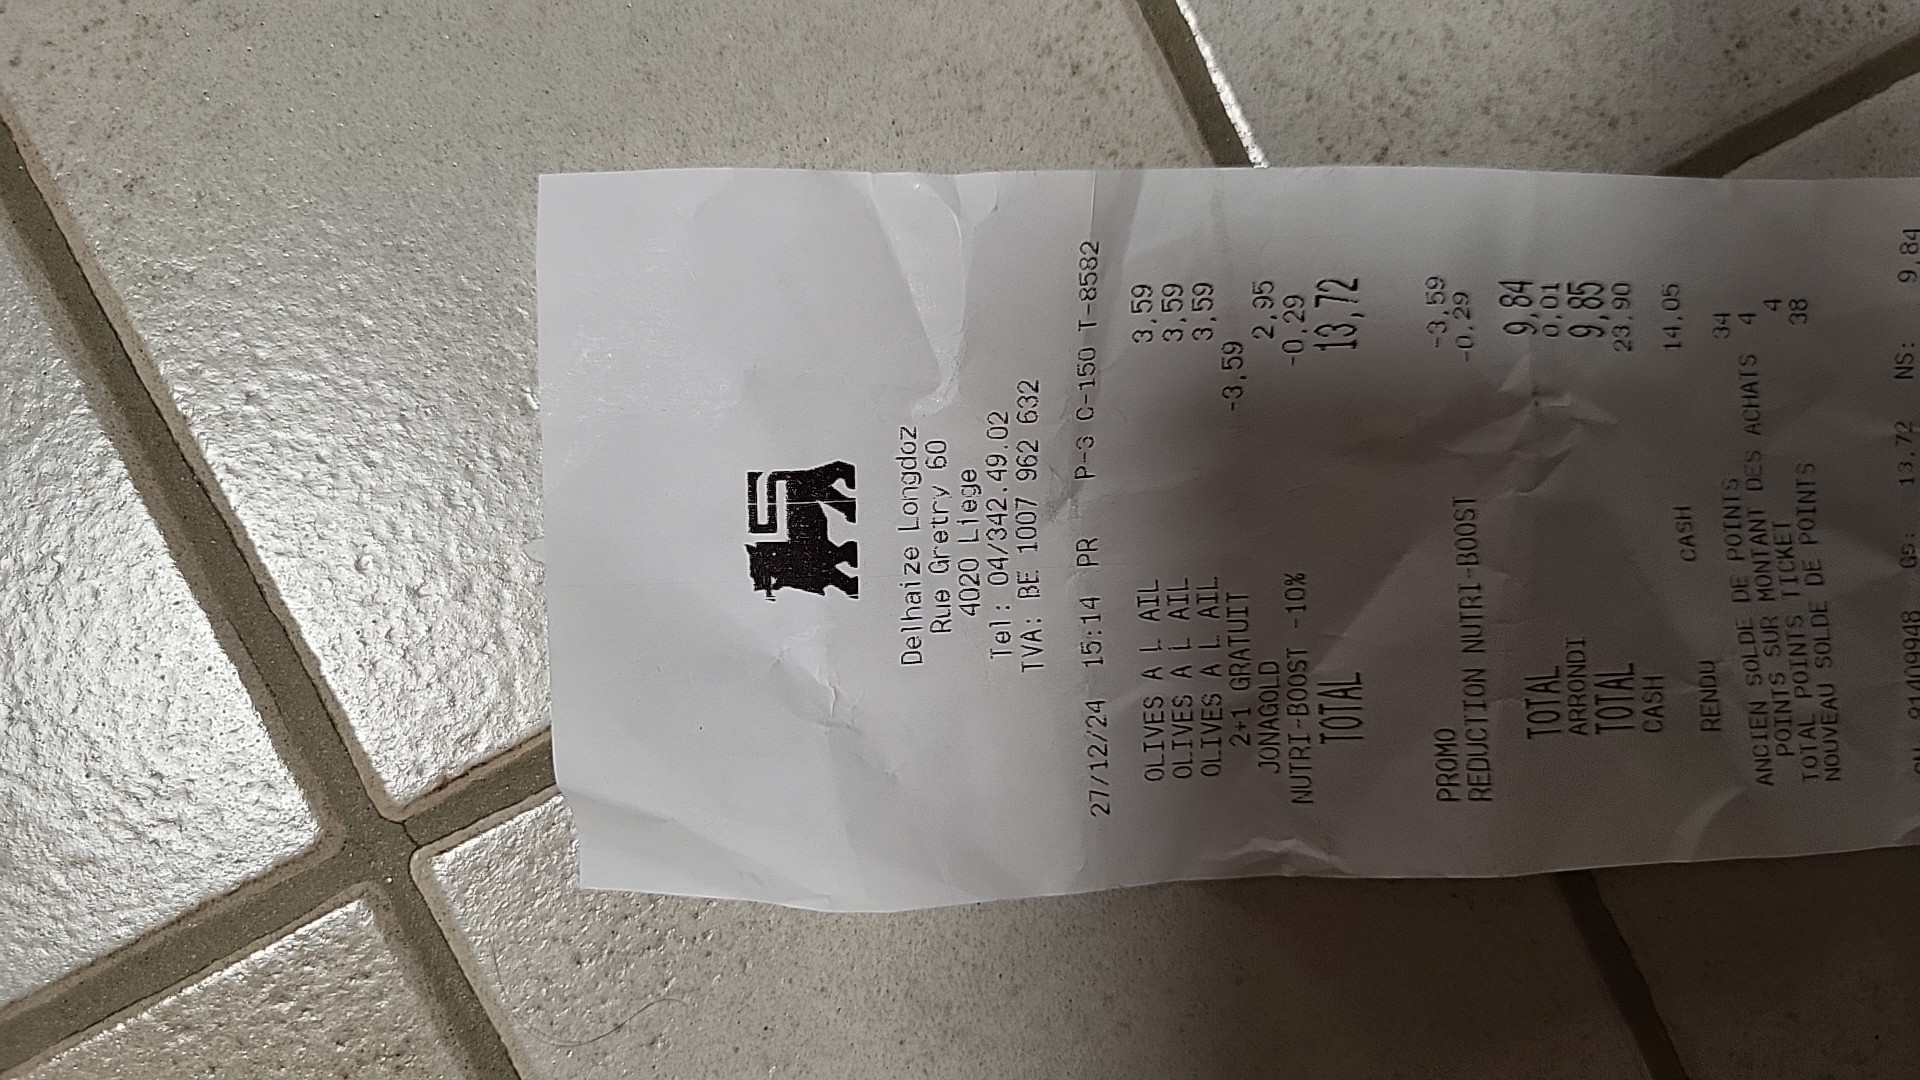 Delhaize Longdoz
Rue Gretry 60
4020 Liege
Tel : 04/342.49.02
TVA: BE 1007 962 632
27/12/24 15:14 PR P-3 C-150 T-8582
OLIVES A L AIL 3,59
OLIVES A L AIL 3,59
OLIVES A L AIL 3,59
2+1 GRATUIT -3,59
JONAGOLD 2,95
NUTRI-BOOST -10% -0,29
TOTAL 13,72
PROMO -3,59
REDUCTION NUTRI-BOOST -0,29
TOTAL 9,84
ARRONDI 0,01
TOTAL 9,85
CASH 23,90
RENDU CASH 14,05
ANCIEN SOLDE DE POINTS 34
POINTS SUR MONTANT DES ACHATS 4
TOTAL POINTS TICKET 4
NOUVEAU SOLDE DE POINTS 38
GS: 13,72 NS: 9,84